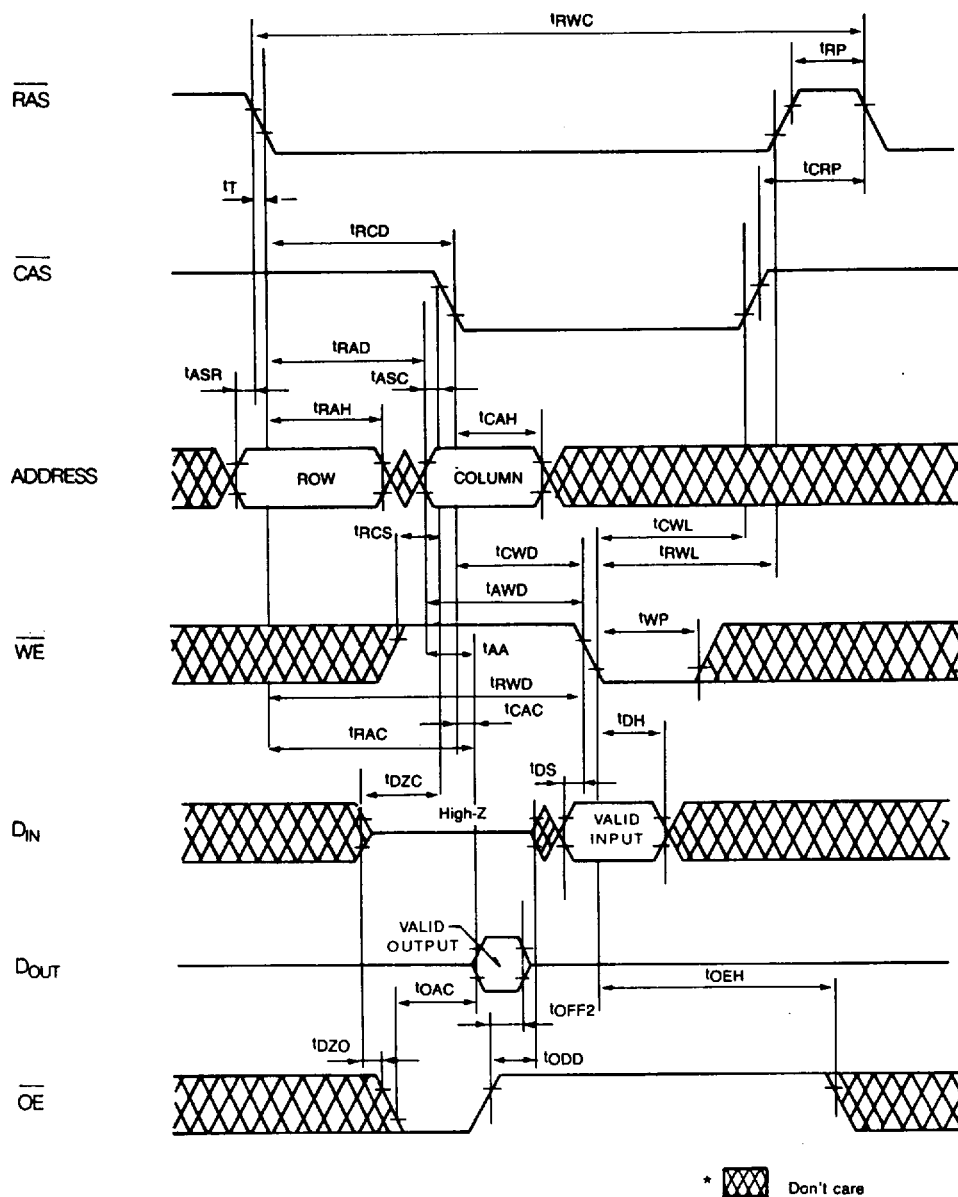 tRWC
tRP
RAS
tCRP
tT
tRCD
CAS
tRAD
tASR
tASC
tRAH
tCAH
ADDRESS
ROW
COLUMN
tRCS
tCWL
tCWD
tRWL
tAWD
tWP
WE
tAA
tRWD
tCAC
tDH
tRAC
tDS
tDZC
High-Z
DIN
VALID
INPUT
VALID
OUTPUT
DOUT
tOEH
tOAC
tOFF2
tDZO
tODD
OE
* Don't care